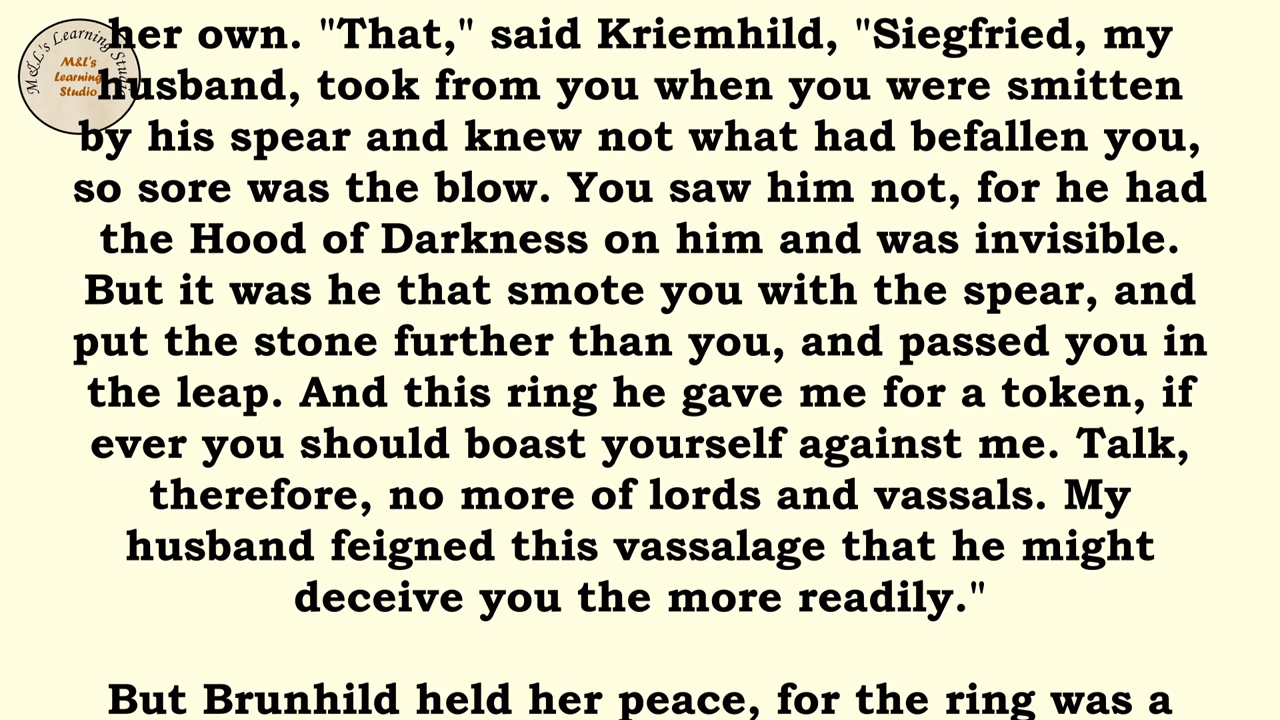 M&L's Learning Studio
M&L's
Learning
Studio
her own. "That," said Kriemhild, "Siegfried, my
husband, took from you when you were smitten
by his spear and knew not what had befallen you,
so sore was the blow. You saw him not, for he had
the Hood of Darkness on him and was invisible.
But it was he that smote you with the spear, and
put the stone further than you, and passed you in
the leap. And this ring he gave me for a token, if
ever you should boast yourself against me. Talk,
therefore, no more of lords and vassals. My
husband feigned this vassalage that he might
deceive you the more readily."
But Brunhild held her peace, for the ring was a